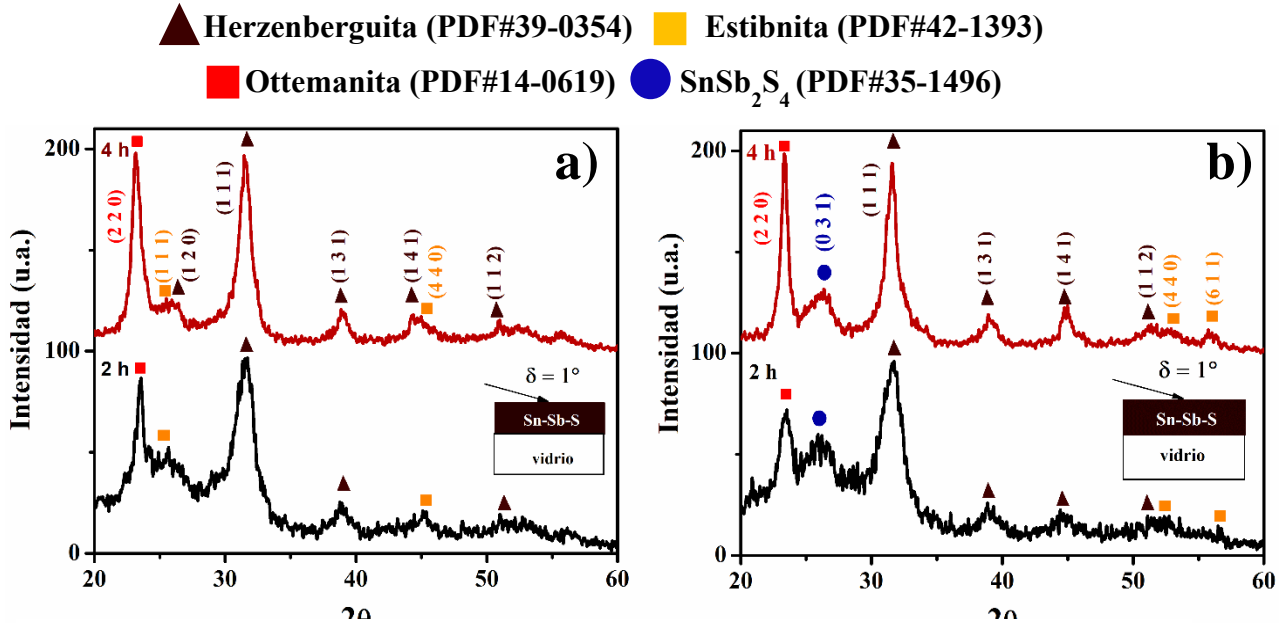 Herzenberguita (PDF#39-0354) Estibnita (PDF#42-1393)
Ottemanita (PDF#14-0619) SnSb₂S₄ (PDF#35-1496)
a)
200
100
0
Intensidad (u.a.)
4 h
(2 2 0)
(1 1 1)
(1 2 0)
(1 1 1)
(1 3 1)
(1 4 1)
(4 4 0)
(1 1 2)
2 h
δ = 1°
Sn-Sb-S
vidrio
20 30 40 50 60
2θ
b)
200
100
0
Intensidad (u.a.)
4 h
(2 2 0)
(0 3 1)
(1 1 1)
(1 3 1)
(1 4 1)
(1 1 2)
(4 4 0)
(6 1 1)
2 h
δ = 1°
Sn-Sb-S
vidrio
20 30 40 50 60
2θ